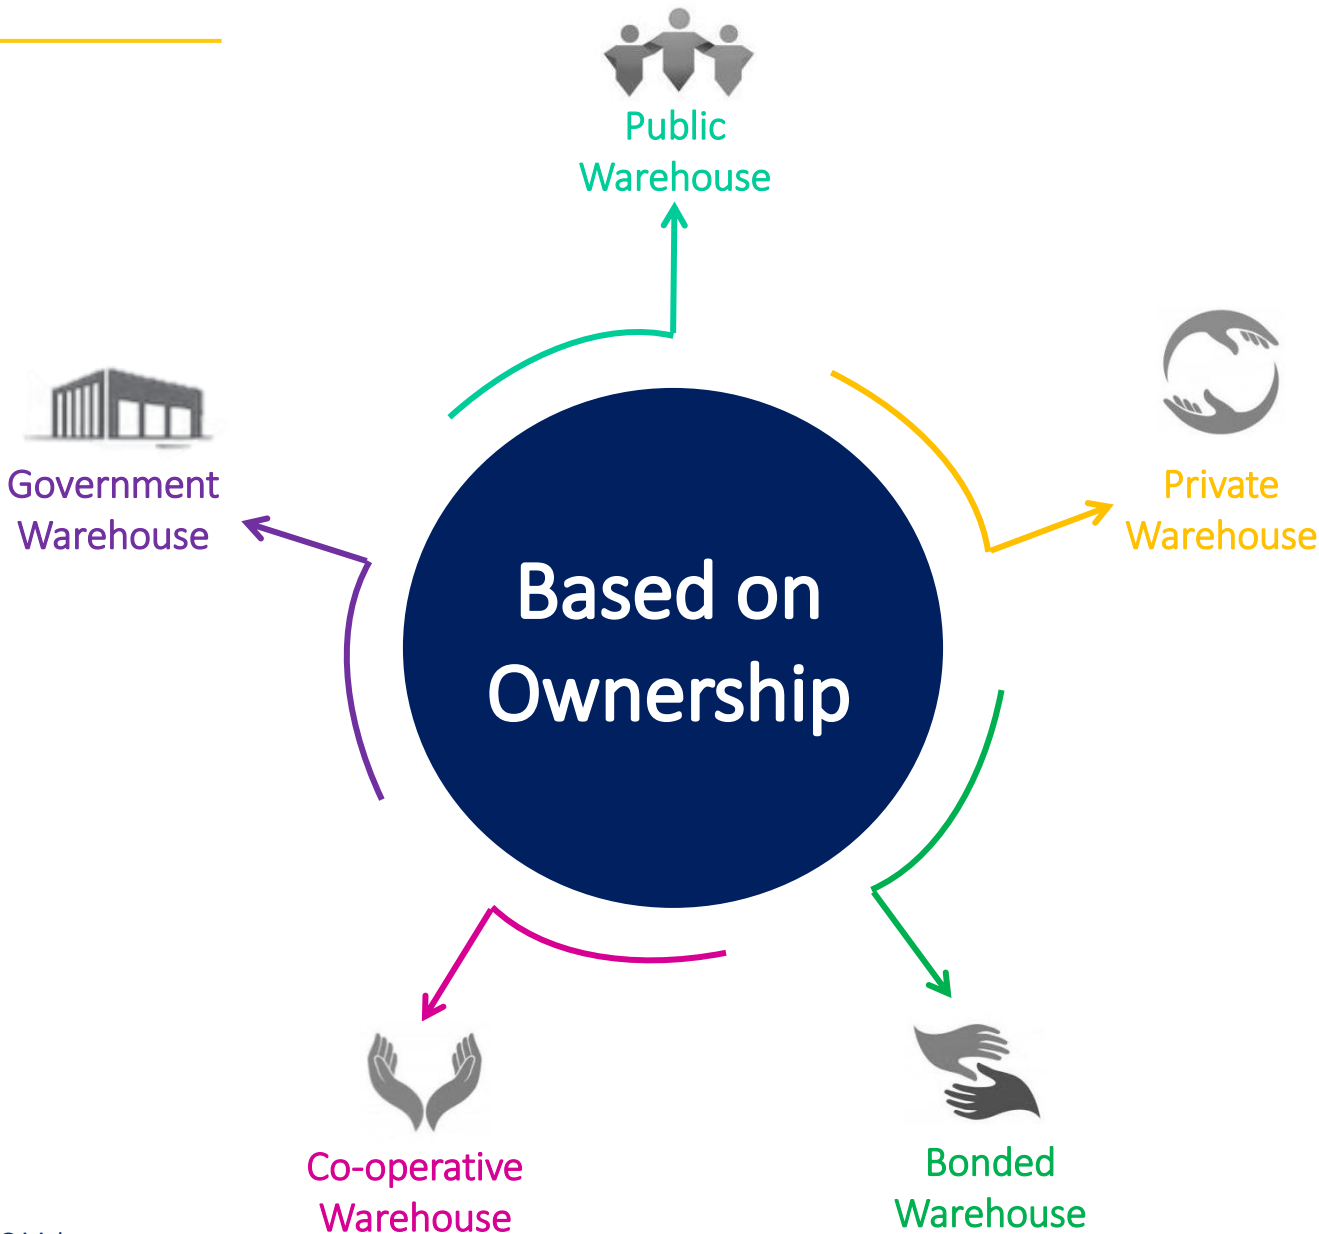 Public
Warehouse
Private
Warehouse
Government
Warehouse
Based on
Ownership
Co-operative
Warehouse
Bonded
Warehouse